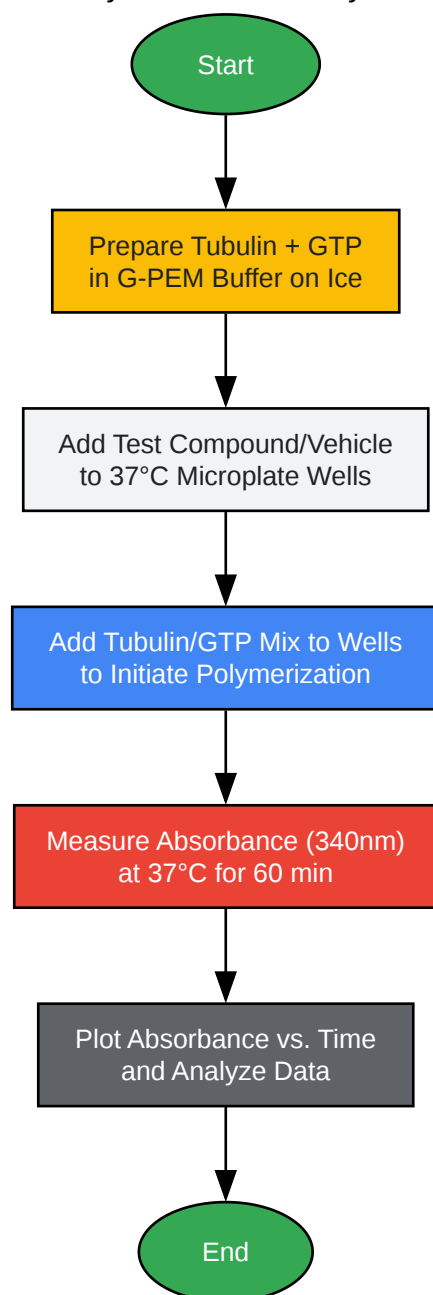 Start
Prepare Tubulin + GTP
in G-PEM Buffer on Ice
Add Test Compound/Vehicle
to 37°C Microplate Wells
Add Tubulin/GTP Mix to Wells
to Initiate Polymerization
Measure Absorbance (340nm)
at 37°C for 60 min
Plot Absorbance vs. Time
and Analyze Data
End